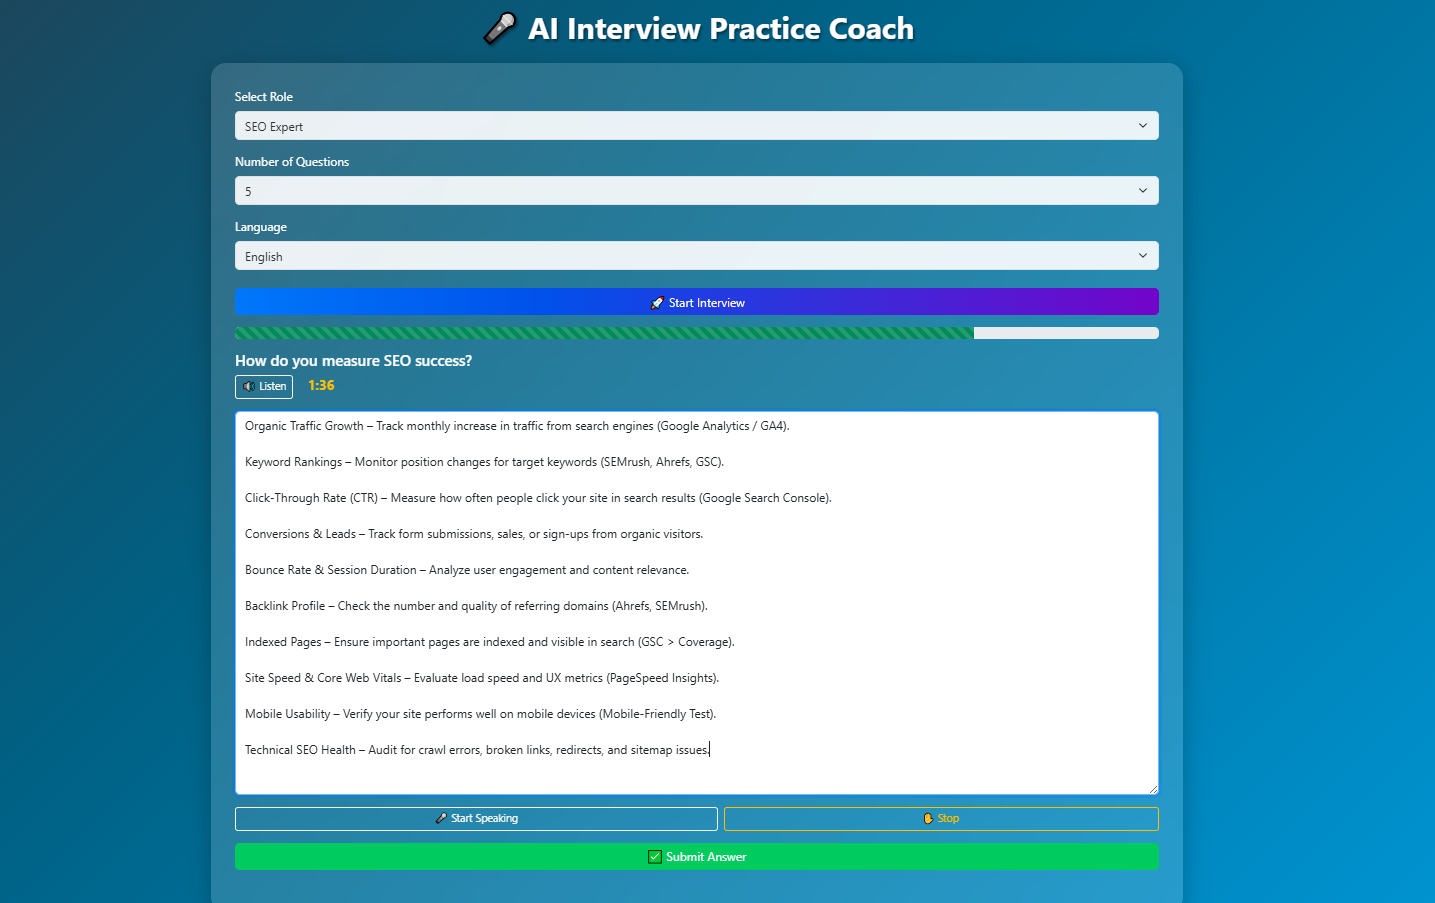 AI Interview Practice Coach
Select Role
SEO Expert
Number of Questions
5
Language
English
Start Interview
How do you measure SEO success?
Listen
1:36
Organic Traffic Growth – Track monthly increase in traffic from search engines (Google Analytics / GA4).
Keyword Rankings – Monitor position changes for target keywords (SEMrush, Ahrefs, GSC).
Click-Through Rate (CTR) – Measure how often people click your site in search results (Google Search Console).
Conversions & Leads – Track form submissions, sales, or sign-ups from organic visitors.
Bounce Rate & Session Duration – Analyze user engagement and content relevance.
Backlink Profile – Check the number and quality of referring domains (Ahrefs, SEMrush).
Indexed Pages – Ensure important pages are indexed and visible in search (GSC > Coverage).
Site Speed & Core Web Vitals – Evaluate load speed and UX metrics (PageSpeed Insights).
Mobile Usability – Verify your site performs well on mobile devices (Mobile-Friendly Test).
Technical SEO Health – Audit for crawl errors, broken links, redirects, and sitemap issues.
Start Speaking
Stop
Submit Answer